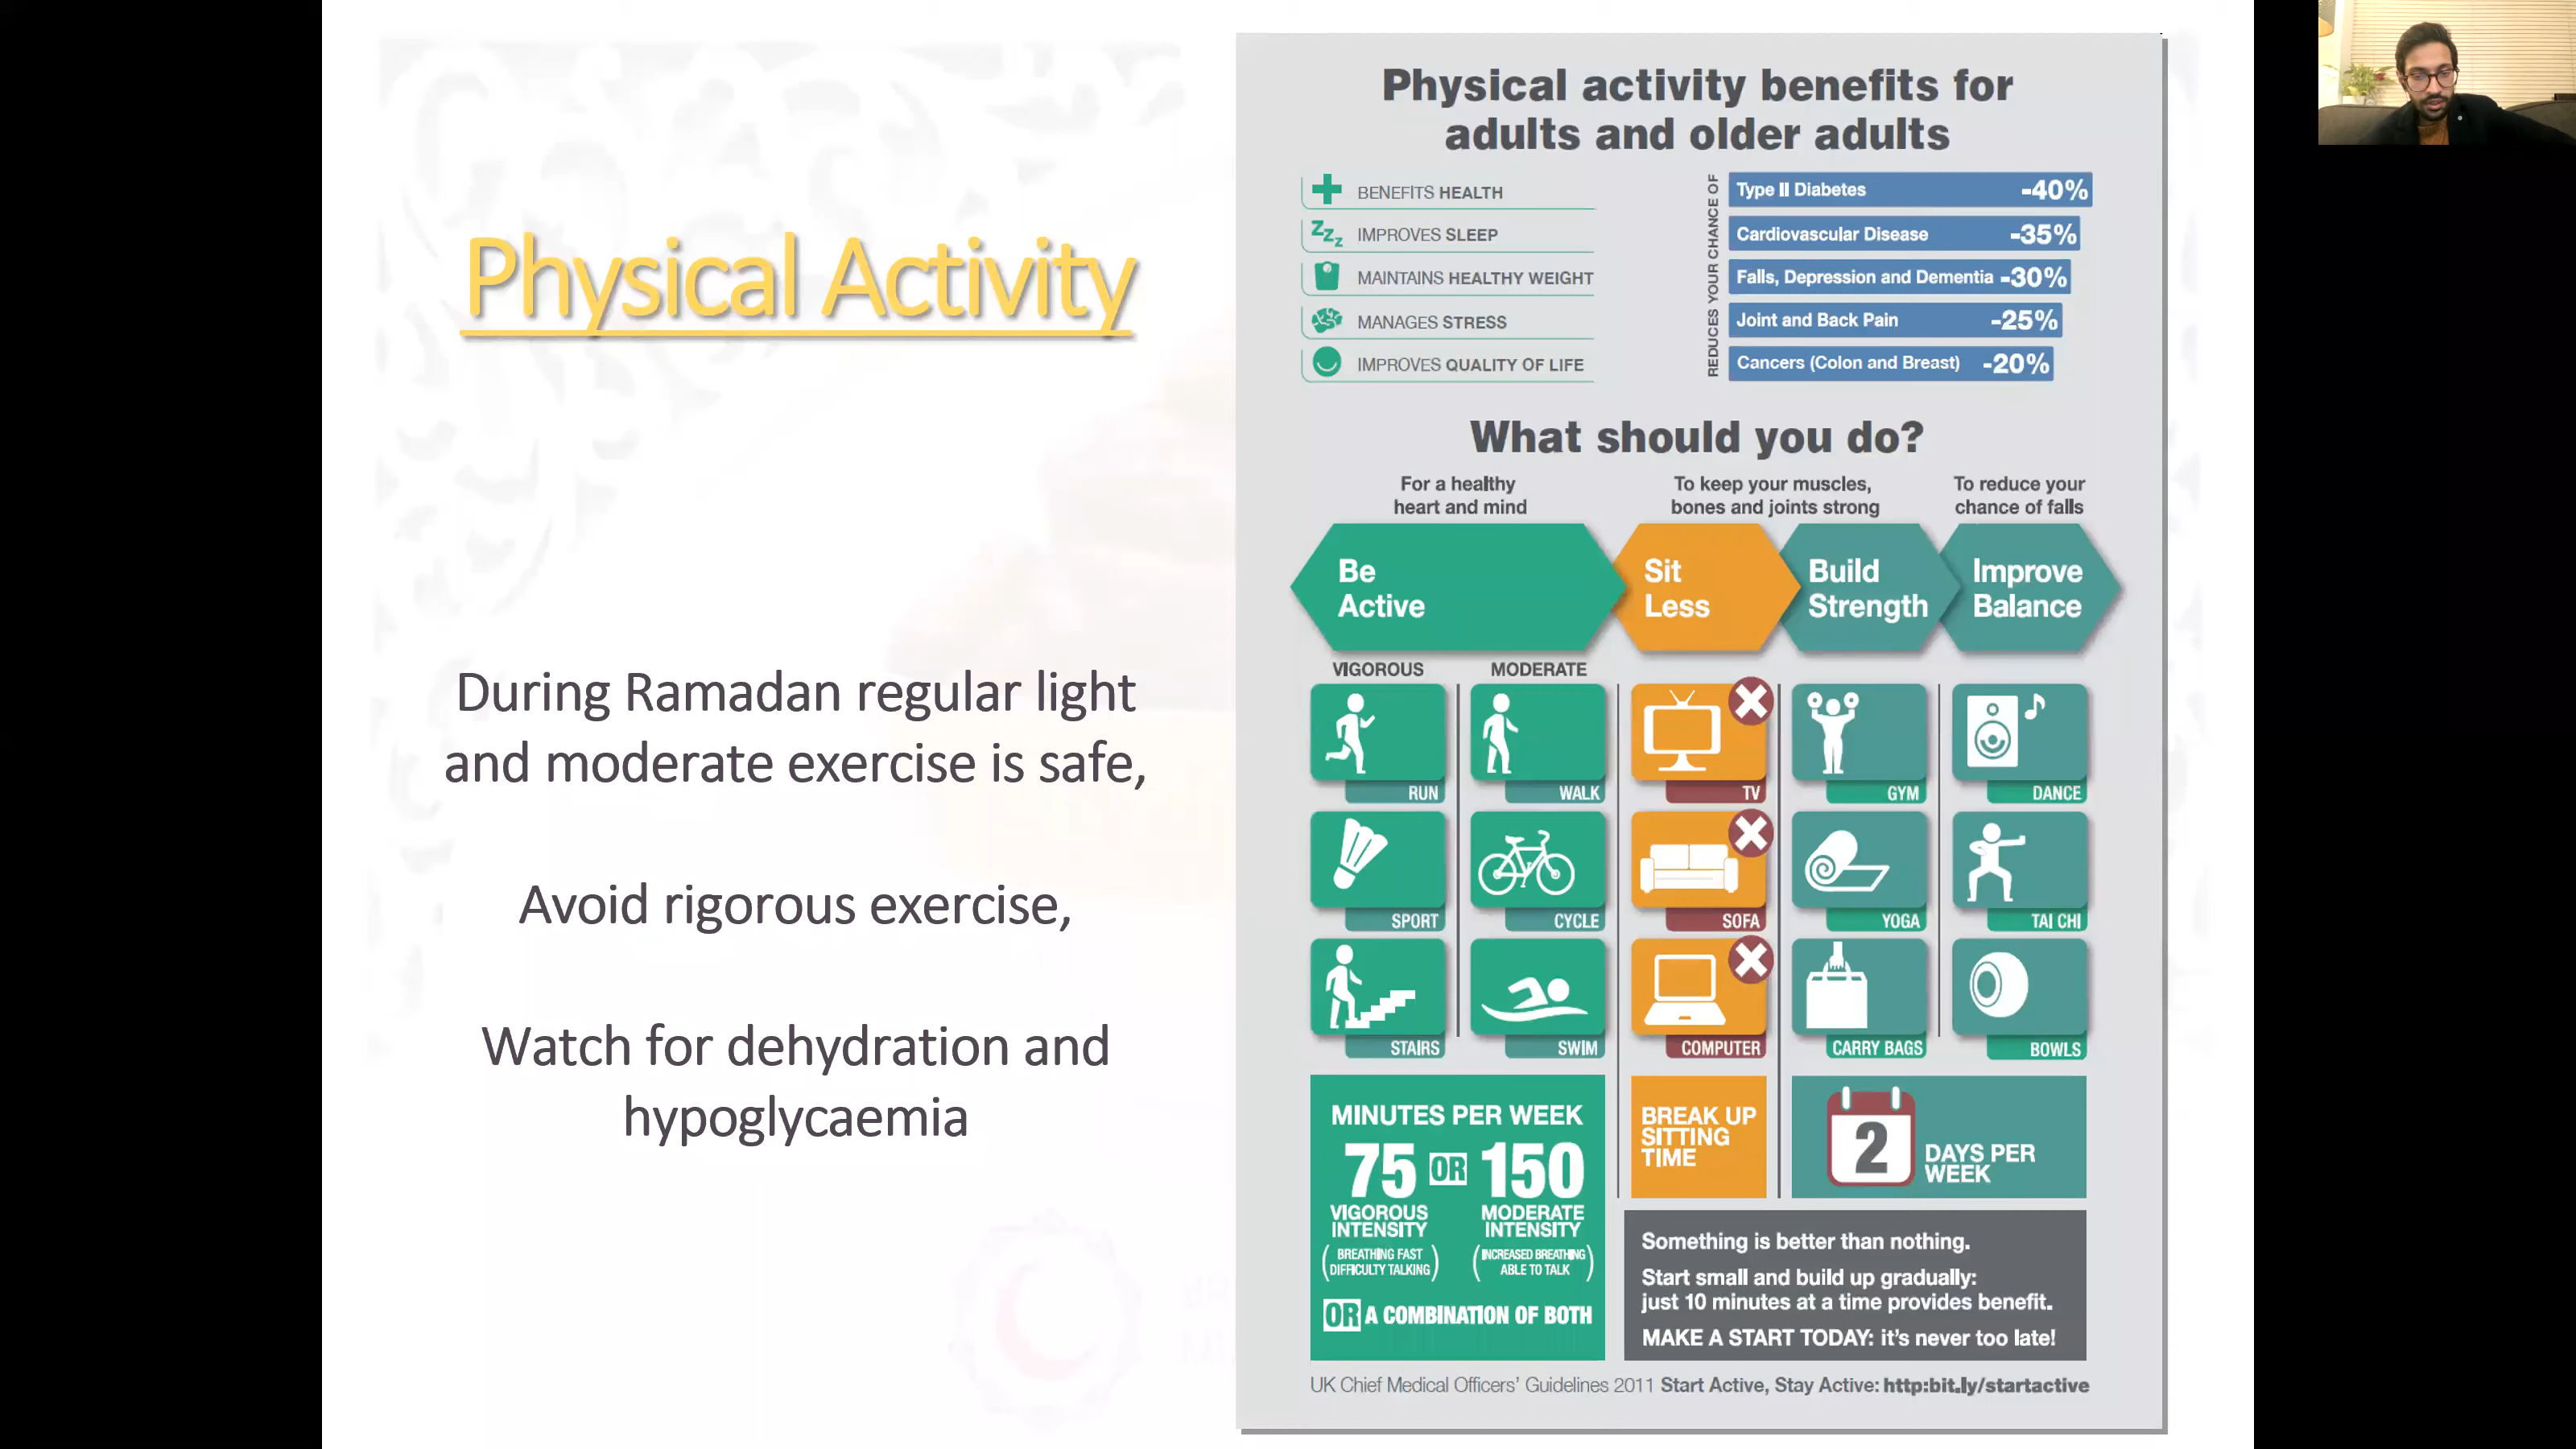 Physical Activity
During Ramadan regular light
and moderate exercise is safe,
Avoid rigorous exercise,
Watch for dehydration and
hypoglycaemia
Physical activity benefits for
adults and older adults
BENEFITS HEALTH
IMPROVES SLEEP
MAINTAINS HEALTHY WEIGHT
MANAGES STRESS
IMPROVES QUALITY OF LIFE
REDUCES YOUR CHANCE OF
Type II Diabetes -40%
Cardiovascular Disease -35%
Falls, Depression and Dementia -30%
Joint and Back Pain -25%
Cancers (Colon and Breast) -20%
What should you do?
For a healthy
heart and mind
To keep your muscles,
bones and joints strong
To reduce your
chance of falls
Be
Active
Sit
Less
Build
Strength
Improve
Balance
VIGOROUS MODERATE
RUN WALK TV GYM DANCE
SPORT CYCLE SOFA YOGA TAI CHI
STAIRS SWIM COMPUTER CARRY BAGS BOWLS
MINUTES PER WEEK
75 OR 150
VIGOROUS
INTENSITY
(BREATHING FAST
DIFFICULTY TALKING)
MODERATE
INTENSITY
(INCREASED BREATHING
ABLE TO TALK)
OR A COMBINATION OF BOTH
BREAK UP
SITTING
TIME
2 DAYS PER
WEEK
Something is better than nothing.
Start small and build up gradually:
just 10 minutes at a time provides benefit.
MAKE A START TODAY: it's never too late!
UK Chief Medical Officers' Guidelines 2011 Start Active, Stay Active: http:bit.ly/startactive